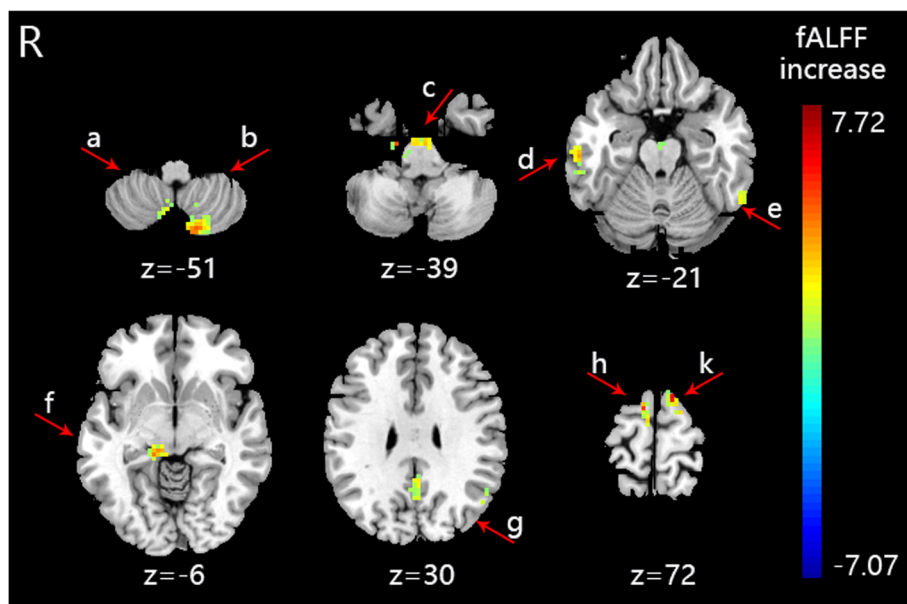 R
fALFF
increase
7.72
-7.07
a
b
z=-51
c
z=-39
d
e
z=-21
f
z=-6
g
z=30
h
k
z=72